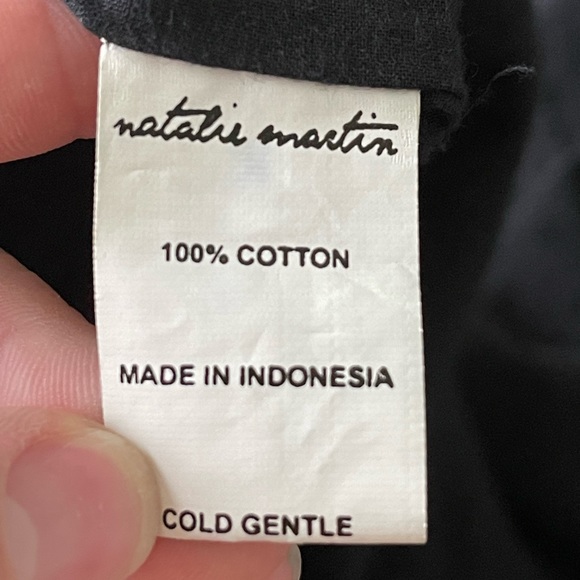 natalie martin
100% COTTON
MADE IN INDONESIA
COLD GENTLE